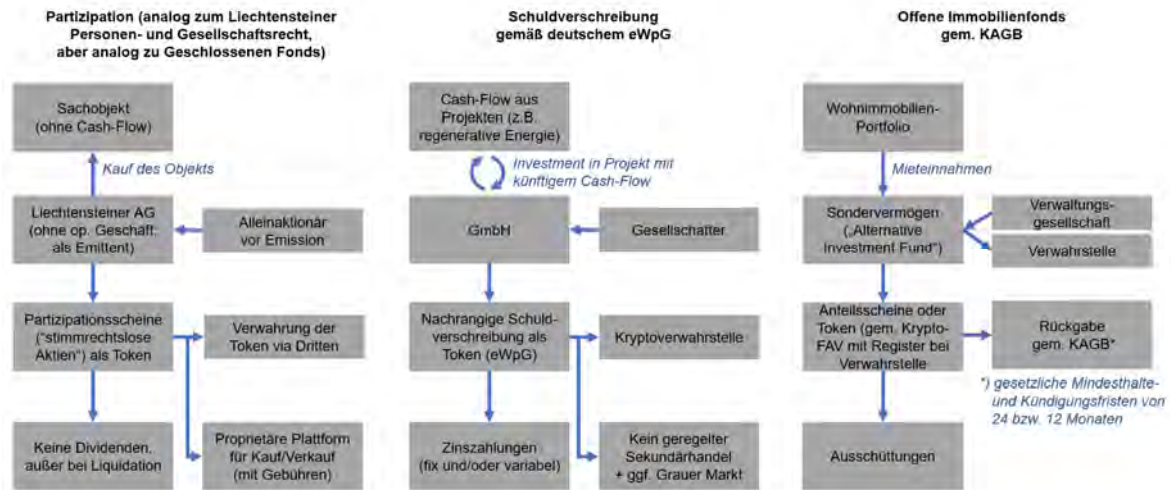 Partizipation (analog zum Liechtensteiner
Personen- und Gesellschaftsrecht,
aber analog zu Geschlossenen Fonds)
Sachobjekt
(ohne Cash-Flow)
Kauf des Objekts
Liechtensteiner AG
(ohne op. Geschäft;
als Emittent)
Alleinaktionär
vor Emission
Partizipationsscheine
("stimmrechtslose
Aktien") als Token
Verwahrung der
Token via Dritten
Keine Dividenden,
außer bei Liquidation
Proprietäre Plattform
für Kauf/Verkauf
(mit Gebühren)
Schuldverschreibung
gemäß deutschem eWpG
Cash-Flow aus
Projekten (z.B.
regenerative Energie)
Investment in Projekt mit
künftigem Cash-Flow
GmbH
Gesellschafter
Nachrangige Schuld-
verschreibung als
Token (eWpG)
Kryptoverwahrstelle
Zinszahlungen
(fix und/oder variabel)
Kein geregelter
Sekundärhandel
+ ggf. Grauer Markt
Offene Immobilienfonds
gem. KAGB
Wohnimmobilien-
Portfolio
Mieteinnahmen
Sondervermögen
(„Alternative
Investment Fund“)
Verwaltungs-
gesellschaft
Verwahrstelle
Anteilsscheine oder
Token (gem. Krypto-
FAV mit Register bei
Verwahrstelle
Rückgabe
gem. KAGB*
*) gesetzliche Mindesthalte-
und Kündigungsfristen von
24 bzw. 12 Monaten
Ausschüttungen